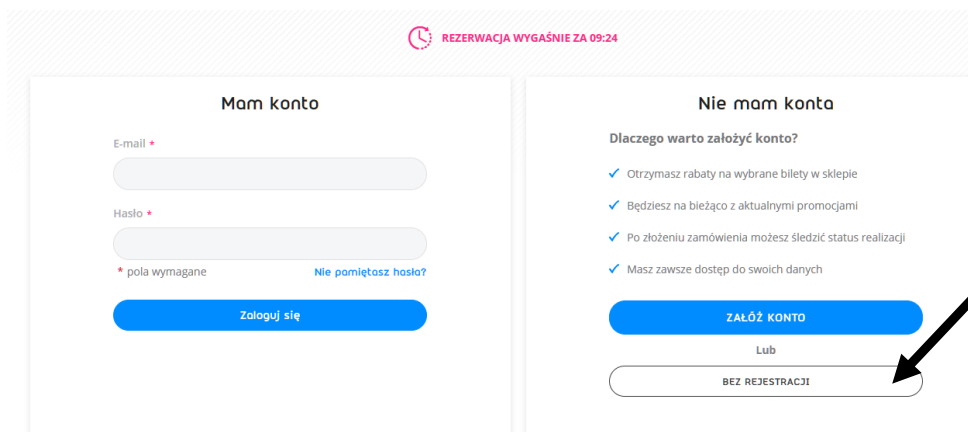 REZERWACJA WYGAŚNIE ZA 09:24
Mam konto
E-mail *
Hasło *
* pola wymagane
Nie pamiętasz hasła?
Zaloguj się
Nie mam konta
Dlaczego warto założyć konto?
Otrzymasz rabaty na wybrane bilety w sklepie
Będziesz na bieżąco z aktualnymi promocjami
Po złożeniu zamówienia możesz śledzić status realizacji
Masz zawsze dostęp do swoich danych
ZAŁÓŻ KONTO
Lub
BEZ REJESTRACJI